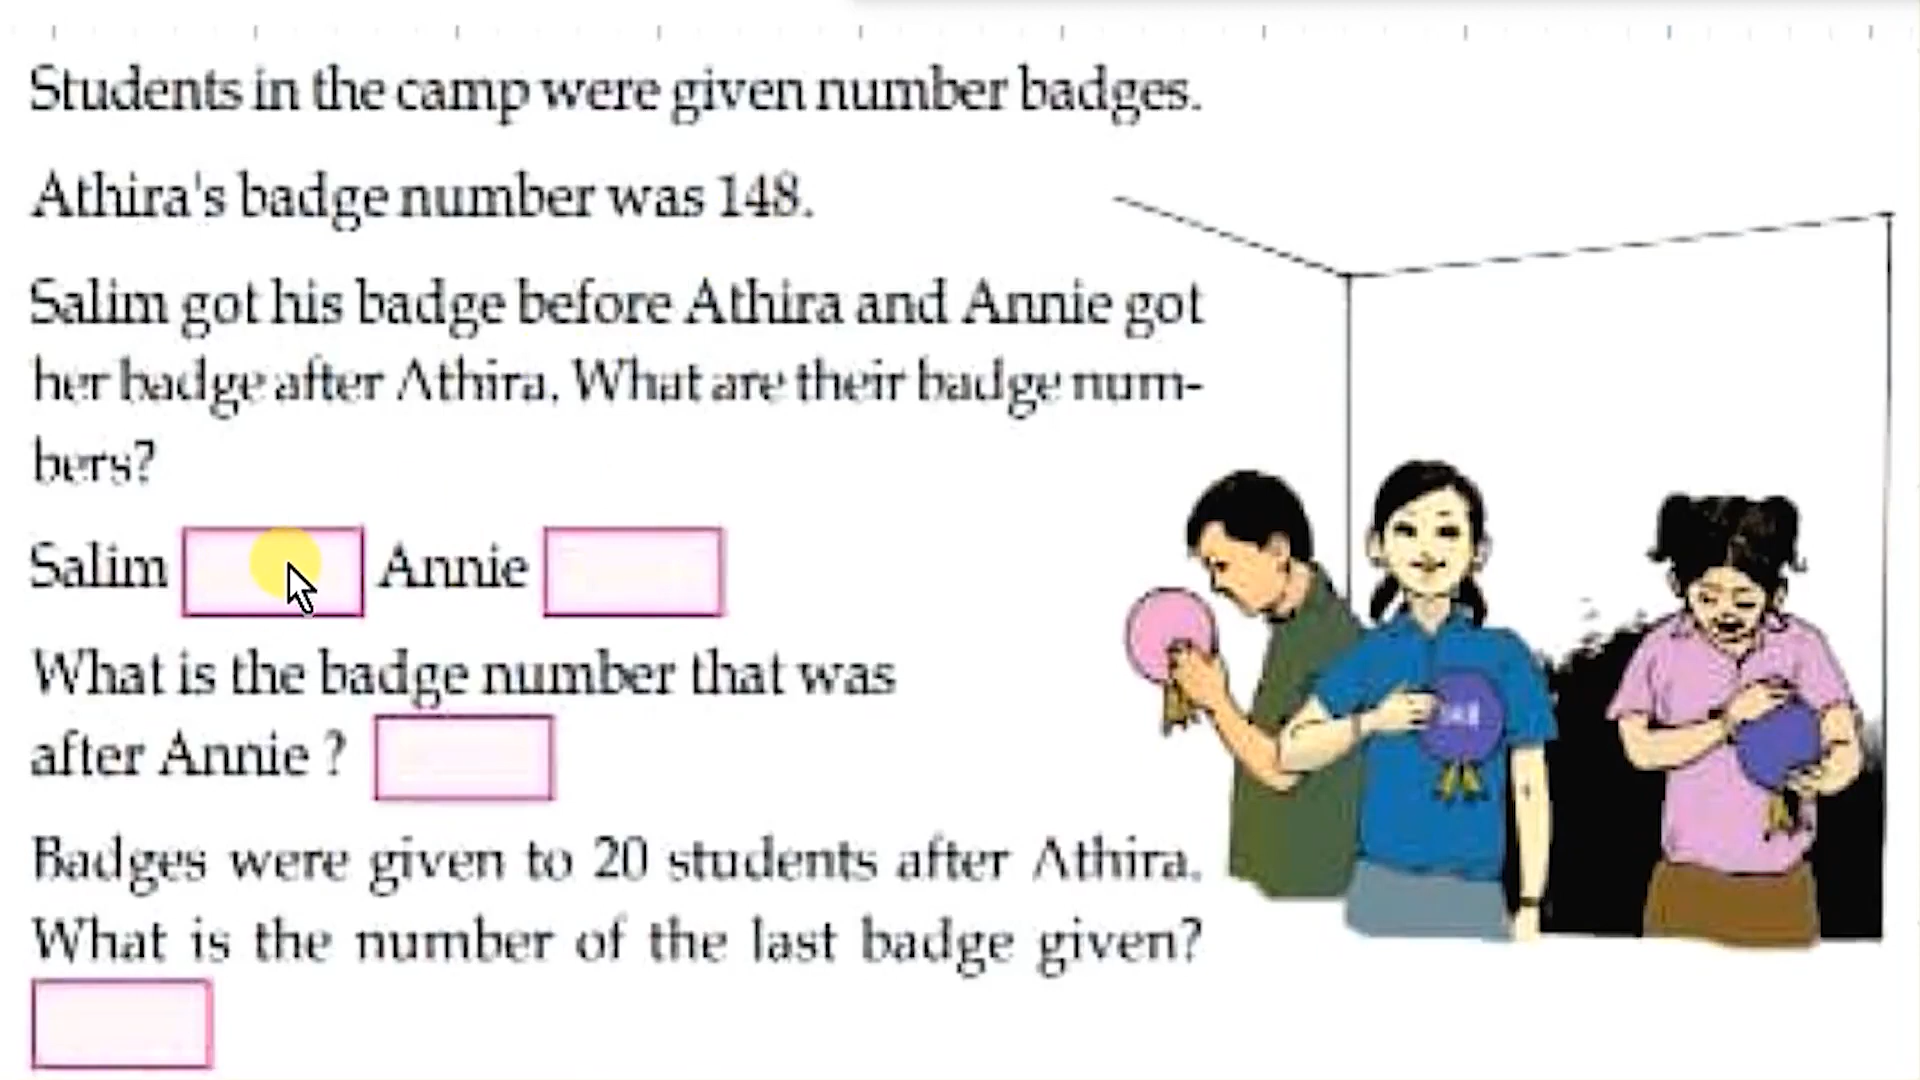 Students in the camp were given number badges.
Athira's badge number was 148.
Salim got his badge before Athira and Annie got
her badge after Athira. What are their badge num-
bers?
Salim Annie
What is the badge number that was
after Annie ?
Badges were given to 20 students after Athira.
What is the number of the last badge given?
148